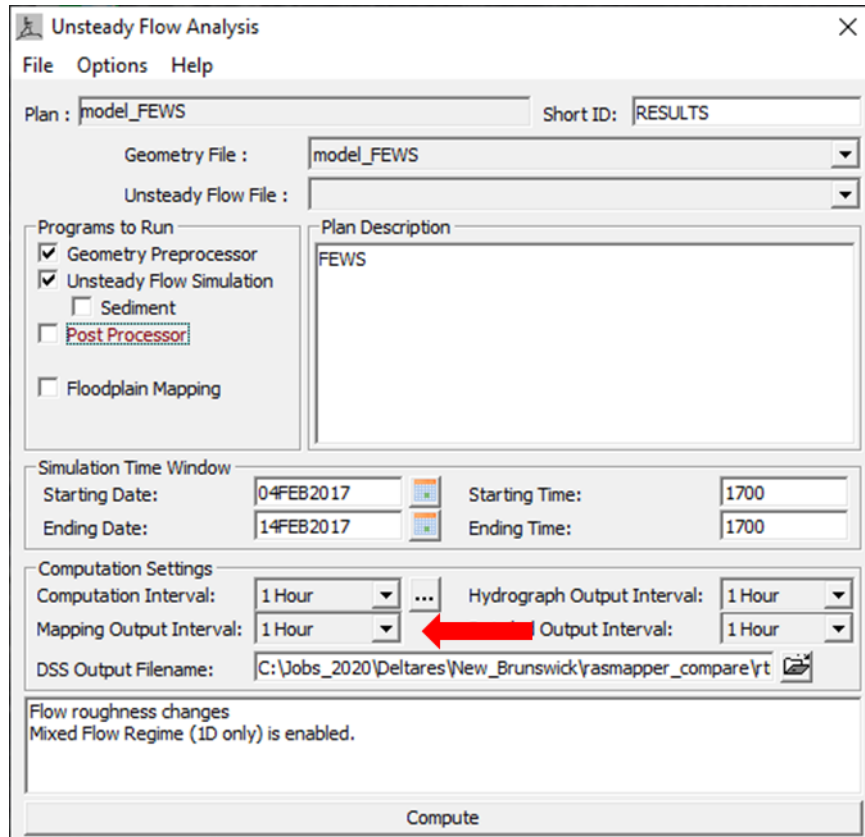 Unsteady Flow Analysis
File Options Help
Plan : model_FEWS Short ID: RESULTS
Geometry File : model_FEWS
Unsteady Flow File :
Programs to Run Plan Description
Geometry Preprocessor FEWS
Unsteady Flow Simulation
Sediment
Post Processor
Floodplain Mapping
Simulation Time Window
Starting Date: 04FEB2017 Starting Time: 1700
Ending Date: 14FEB2017 Ending Time: 1700
Computation Settings
Computation Interval: 1 Hour ... Hydrograph Output Interval: 1 Hour
Mapping Output Interval: 1 Hour Output Interval: 1 Hour
DSS Output Filename: C:\Jobs_2020\Deltares\New_Brunswick\rasmapper_compare\rt
Flow roughness changes
Mixed Flow Regime (1D only) is enabled.
Compute